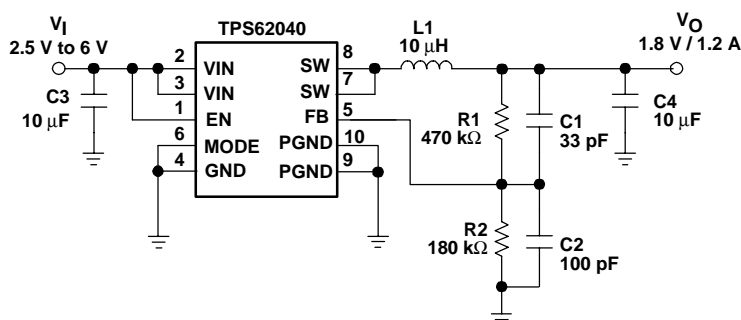 TPS62040
VI
2.5 V to 6 V
C3
10 μF
2
VIN
3
VIN
1
EN
6
MODE
4
GND
SW
8
SW
7
FB
5
PGND
10
PGND
9
L1
10 μH
R1
470 kΩ
C1
33 pF
R2
180 kΩ
C2
100 pF
C4
10 μF
VO
1.8 V / 1.2 A